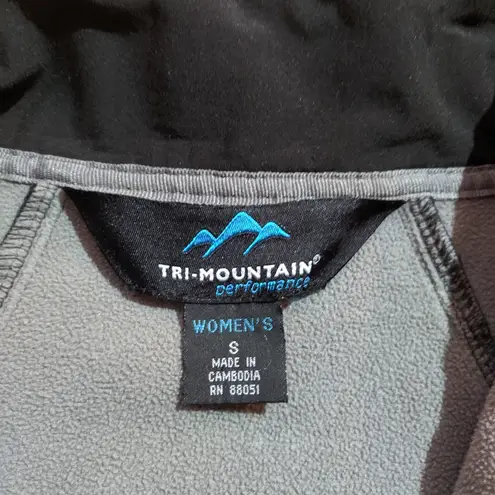 TRI-MOUNTAIN®
performance
WOMEN'S
S
MADE IN
CAMBODIA
RN 88051